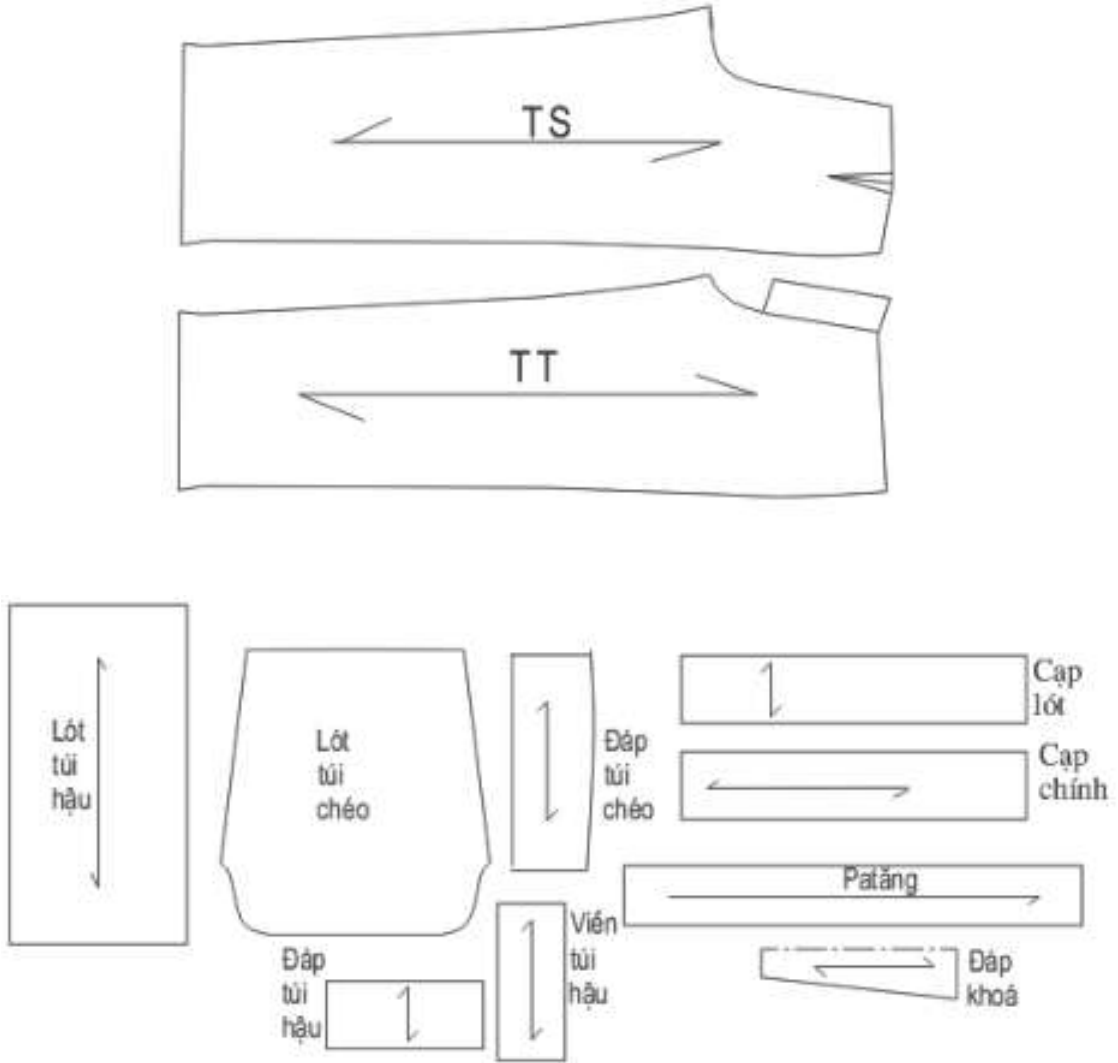 TS
TT
Lót
túi
hậu
Lót
túi
chéo
Đáp
túi
chéo
Cạp
lót
Cạp
chính
Patăng
Đáp
túi
hậu
Viền
túi
hậu
Đáp
khoá